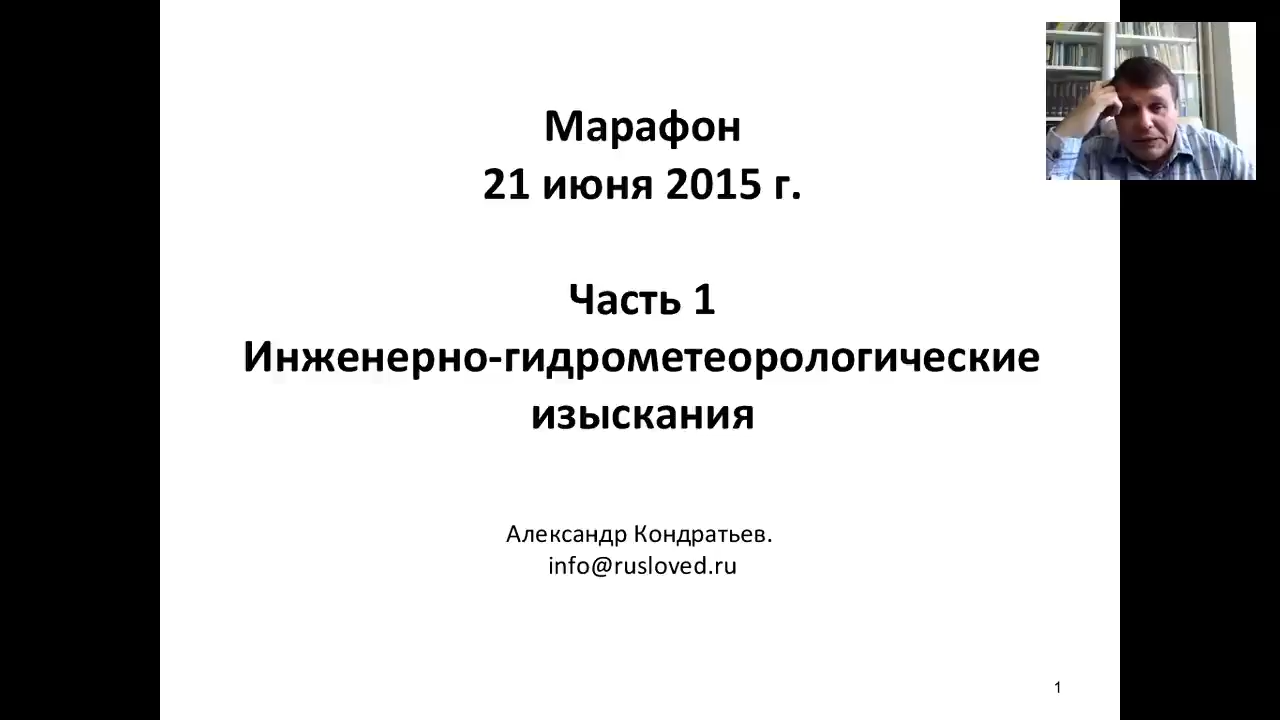 Марафон
21 июня 2015 г.
Часть 1
Инженерно-гидрометеорологические
изыскания
Александр Кондратьев.
info@rusloved.ru
1